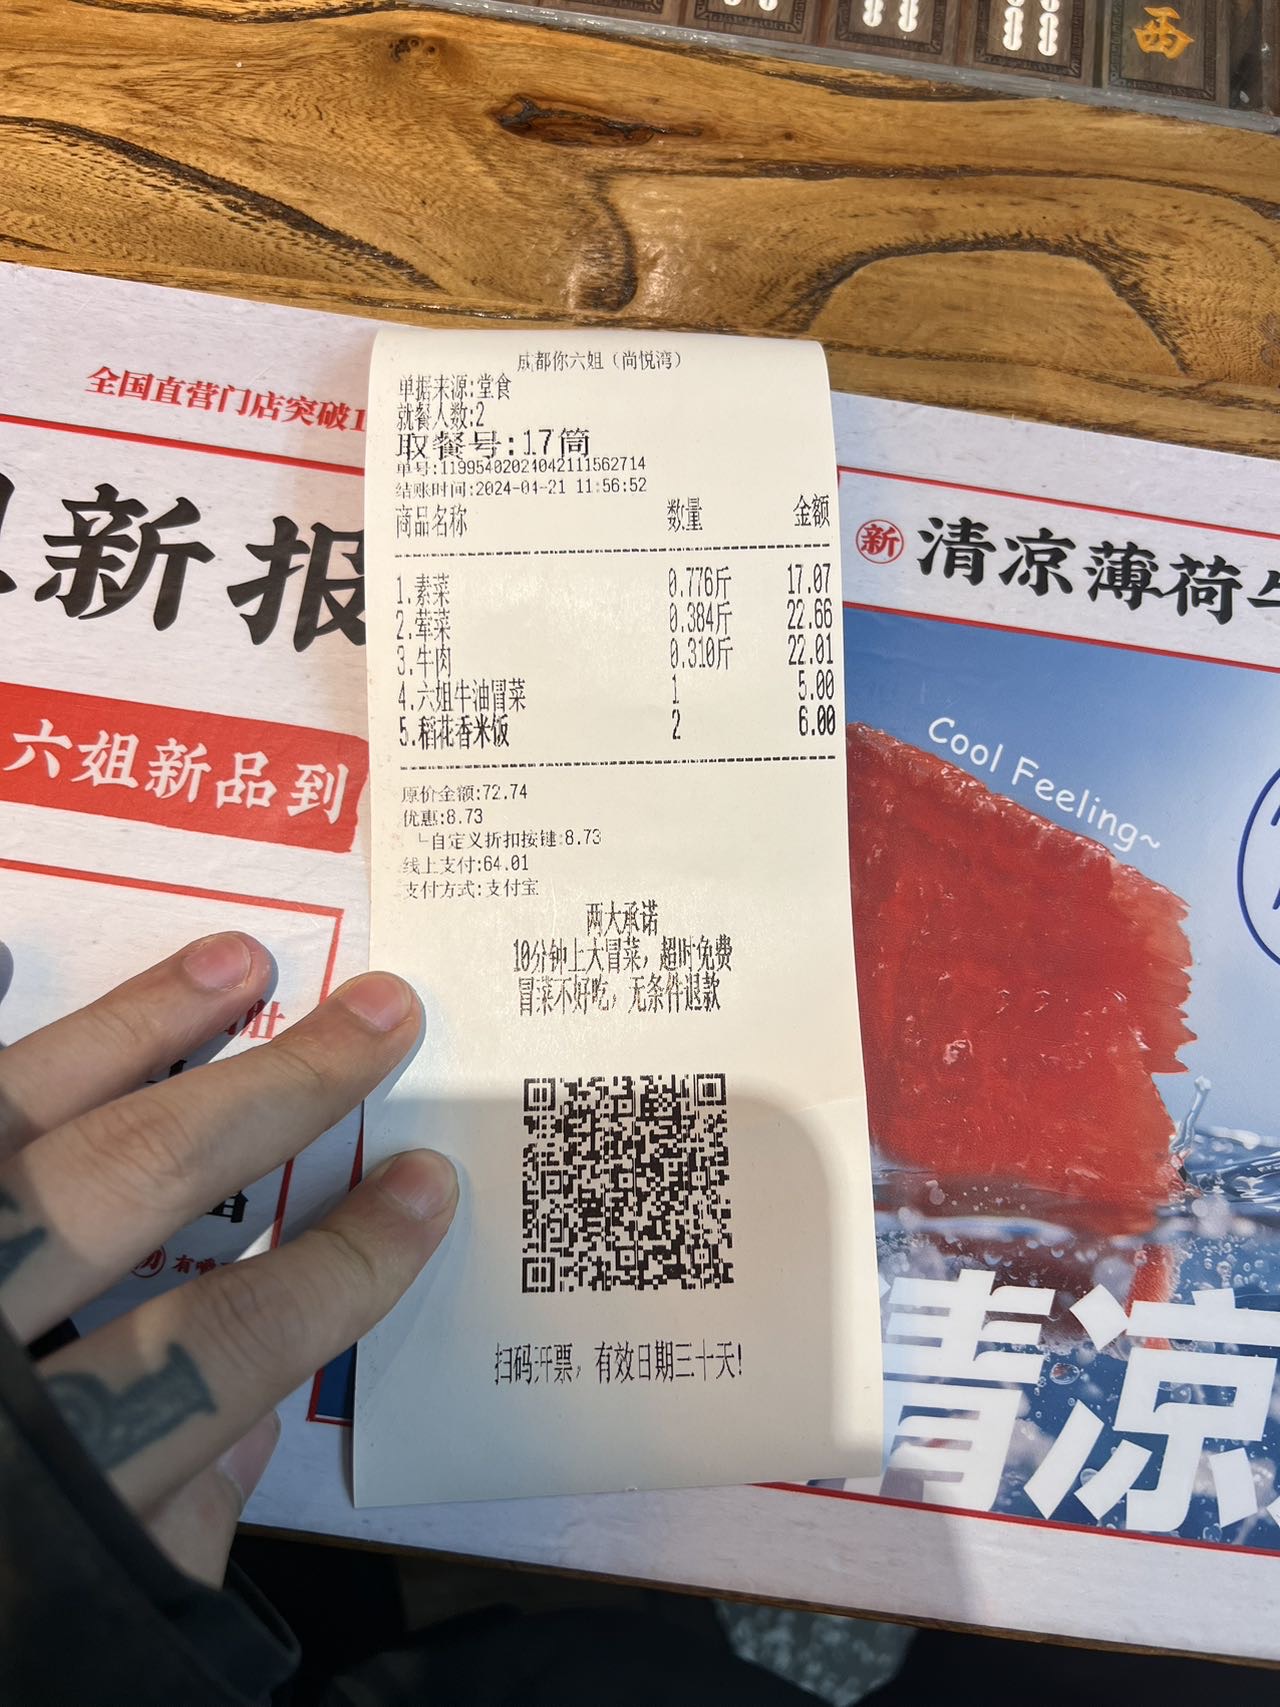 西
全国直营门店突破1
新报
六姐新品到
肚
有嚼
成都你六姐（尚悦湾）
单据来源:堂食
就餐人数:2
取餐号:17筒
单号:11995402024042111562714
结账时间:2024-04-21 11:56:52
商品名称 数量 金额
1.素菜 0.776斤 17.07
2.荤菜 0.384斤 22.66
3.牛肉 0.310斤 22.01
4.六姐牛油冒菜 1 5.00
5.稻花香米饭 2 6.00
原价金额:72.74
优惠:8.73
└自定义折扣按键:8.73
线上支付:64.01
支付方式:支付宝
两大承诺
10分钟上大冒菜，超时免费
冒菜不好吃，无条件退款
扫码开票，有效日期三十天!
新 清凉薄荷牛
Cool Feeling~
清凉